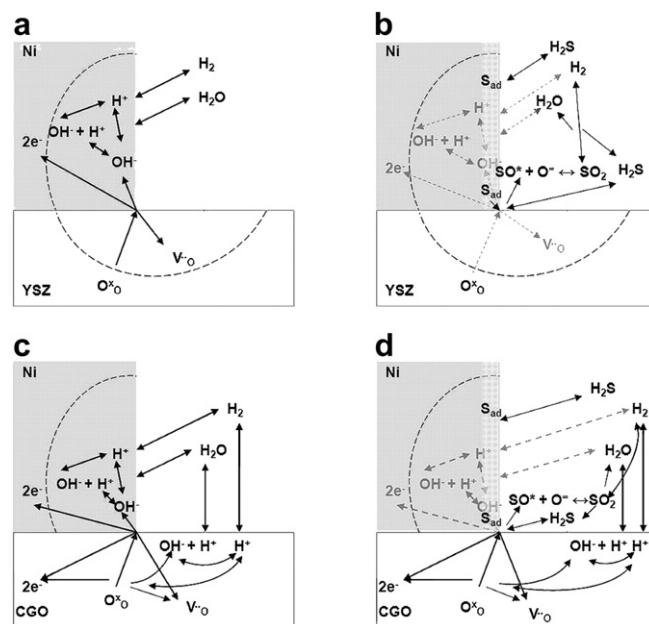 a
Ni
H₂
H⁺
H₂O
OH⁻ + H⁺
2e⁻
OH⁻
V··O
YSZ
OˣO
b
Ni
H₂S
Sad
H₂
H⁺
H₂O
OH⁻ + H⁺
2e⁻
OH⁻
SO* + O⁼ ↔ SO₂
H₂S
Sad
V··O
YSZ
OˣO
c
Ni
H₂
H⁺
H₂O
OH⁻ + H⁺
2e⁻
OH⁻
OH⁻ + H⁺
H⁺
2e⁻
OˣO
CGO
V··O
d
Ni
H₂S
Sad
H₂
H⁺
H₂O
OH⁻ + H⁺
2e⁻
OH⁻
SO* + O⁼ ↔ SO₂
Sad
H₂S
OH⁻ + H⁺
H⁺
2e⁻
OˣO
CGO
V··O